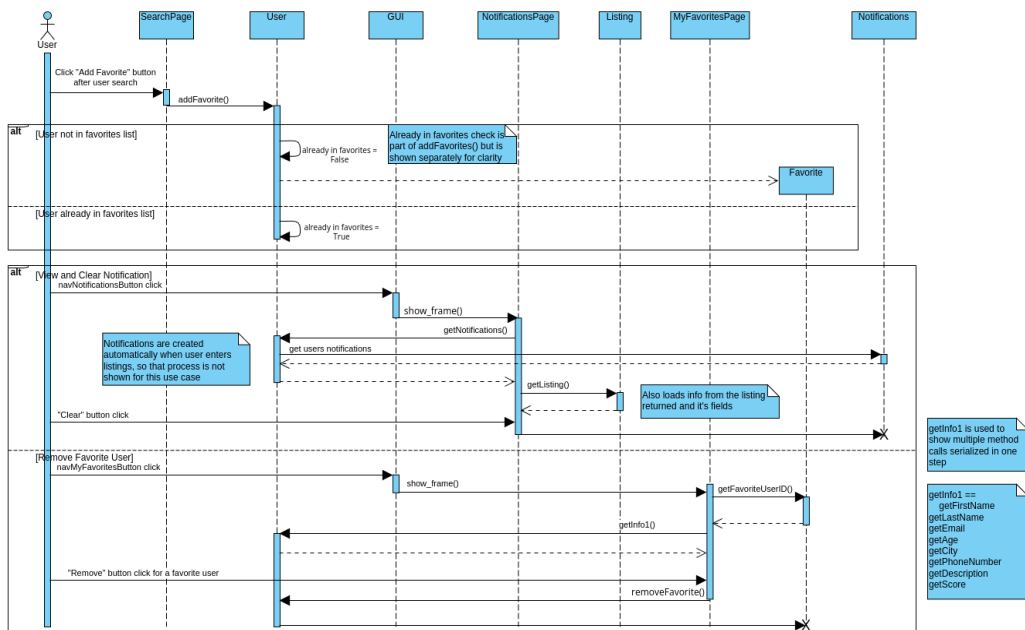 SearchPage
User
GUI
NotificationsPage
Listing
MyFavoritesPage
Notifications
User
Click "Add Favorite" button
after user search
addFavorite()
alt
[User not in favorites list]
Already in favorites check is
part of addFavorites() but is
shown separately for clarity
already in favorites =
False
Favorite
[User already in favorites list]
already in favorites =
True
alt
[View and Clear Notification]
navNotificationsButton click
show_frame()
getNotifications()
Notifications are created
automatically when user enters
listings, so that process is not
shown for this use case
get users notifications
getListing()
Also loads info from the listing
returned and it's fields
"Clear" button click
getInfo1 is used to
show multiple method
calls serialized in one
step
[Remove Favorite User]
navMyFavoritesButton click
show_frame()
getFavoriteUserID()
getInfo1()
getInfo1 ==
getFirstName
getLastName
getEmail
getAge
getCity
getPhoneNumber
getDescription
getScore
"Remove" button click for a favorite user
removeFavorite()